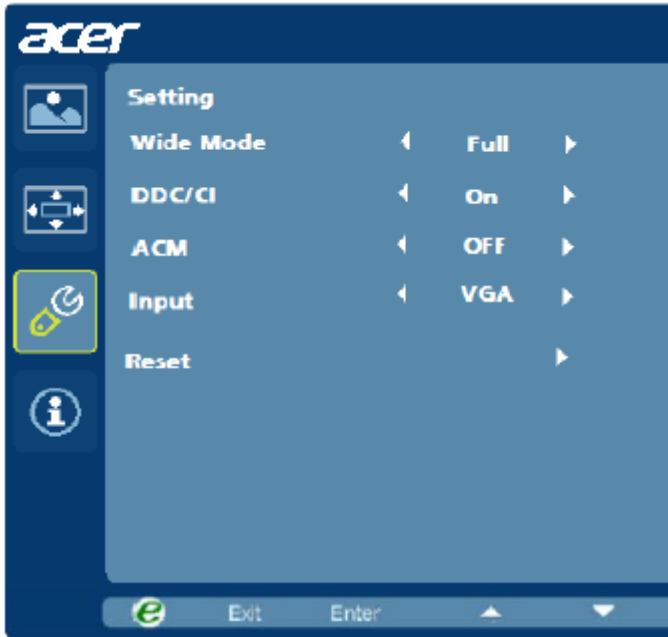 acer
Setting
Wide Mode Full
DDC/CI On
ACM OFF
Input VGA
Reset
e Exit Enter